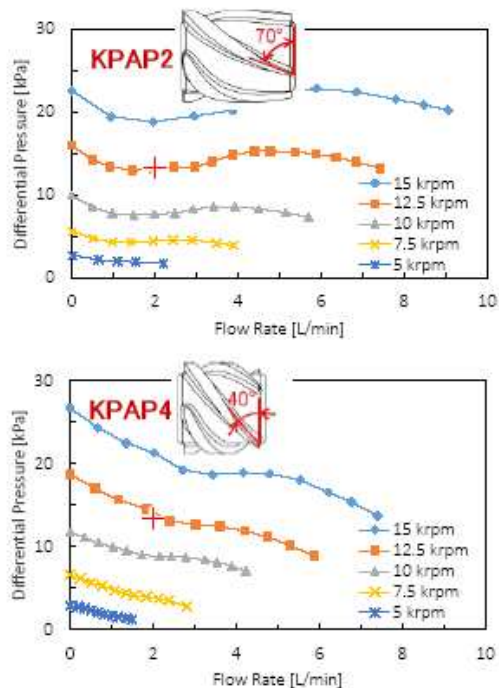 30
20
10
0
Differential Pressure [kPa]
KPAP2
70°
15 krpm
12.5 krpm
10 krpm
7.5 krpm
5 krpm
0 2 4 6 8 10
Flow Rate [L/min]
30
20
10
0
Differential Pressure [kPa]
KPAP4
40°
15 krpm
12.5 krpm
10 krpm
7.5 krpm
5 krpm
0 2 4 6 8 10
Flow Rate [L/min]